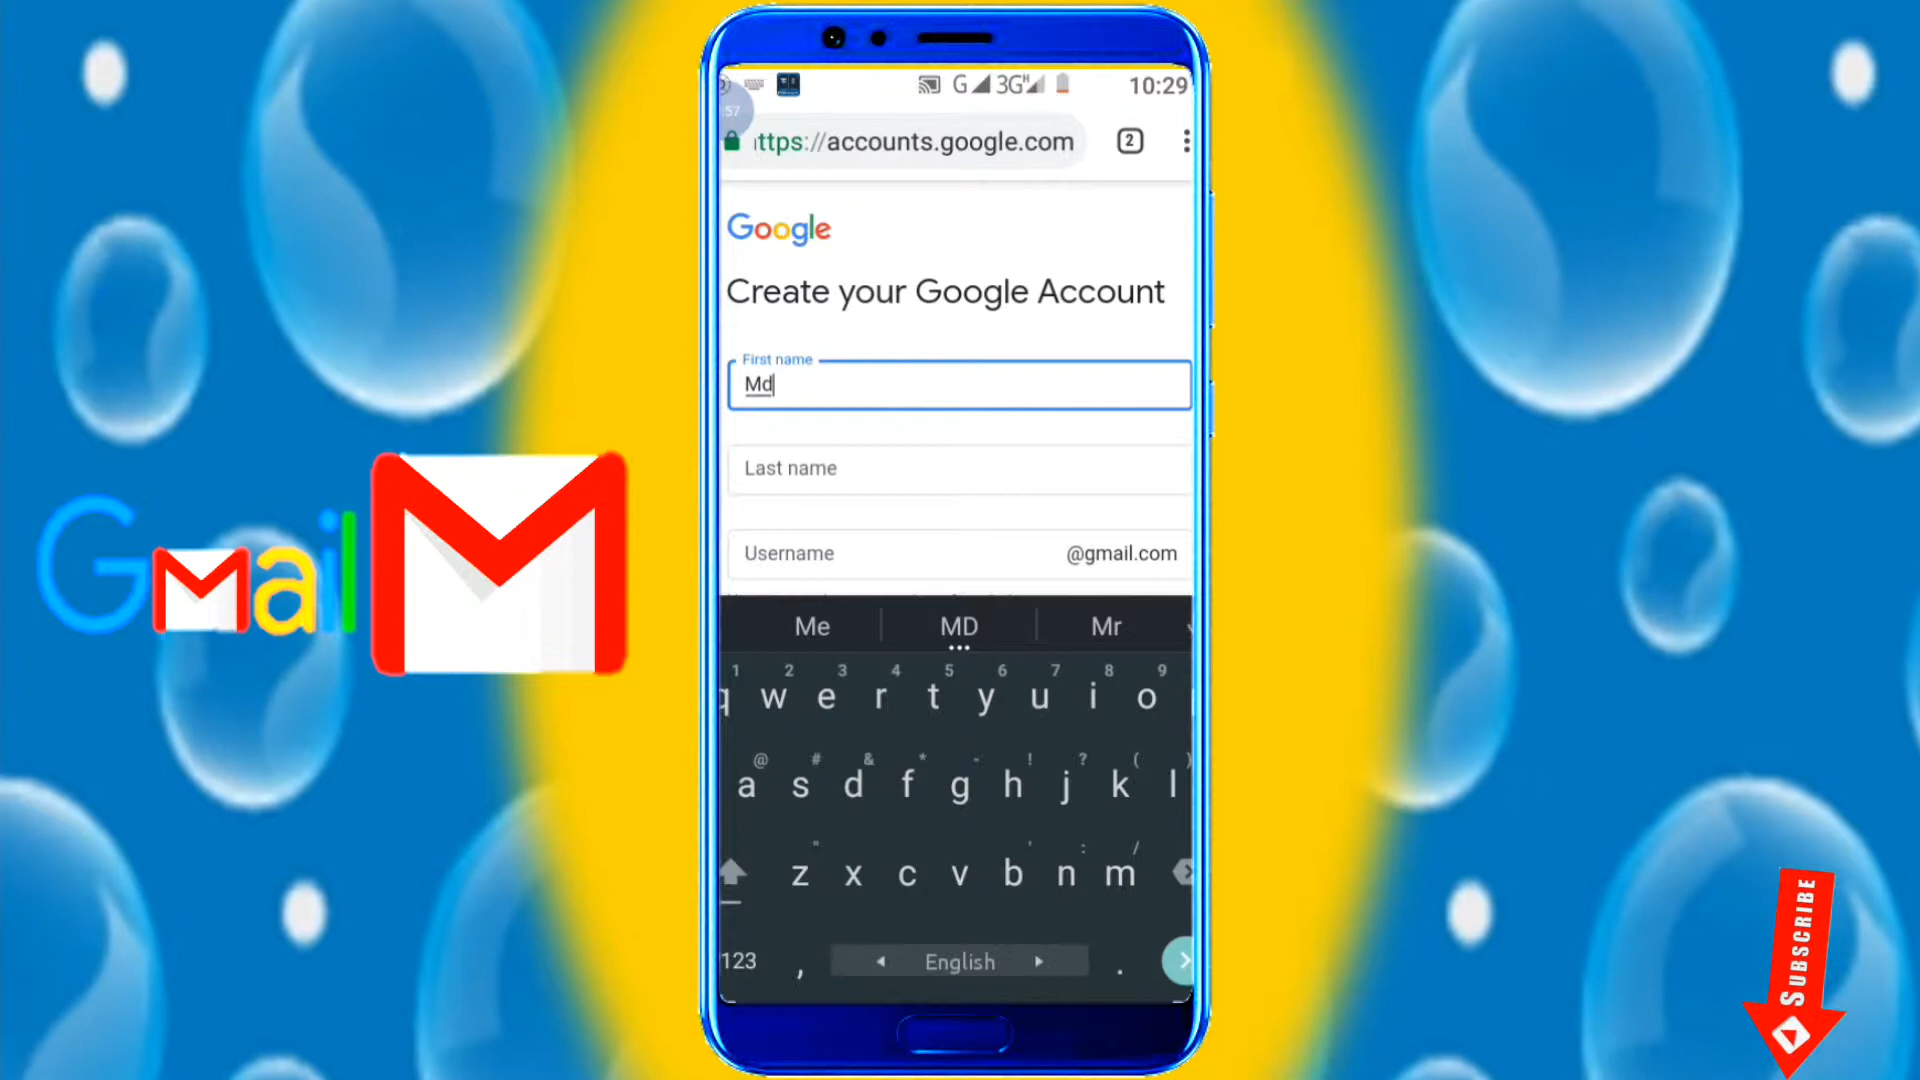 57
G 3G H 10:29
ttps://accounts.google.com 2
Google
Create your Google Account
First name
Md
Last name
Username @gmail.com
Gmail
Me MD Mr
1 2 3 4 5 6 7 8 9
q w e r t y u i o
@ # & * - ! ? ( )
a s d f g h j k l
" ' : /
z x c v b n m
123 , English .
SUBSCRIBE